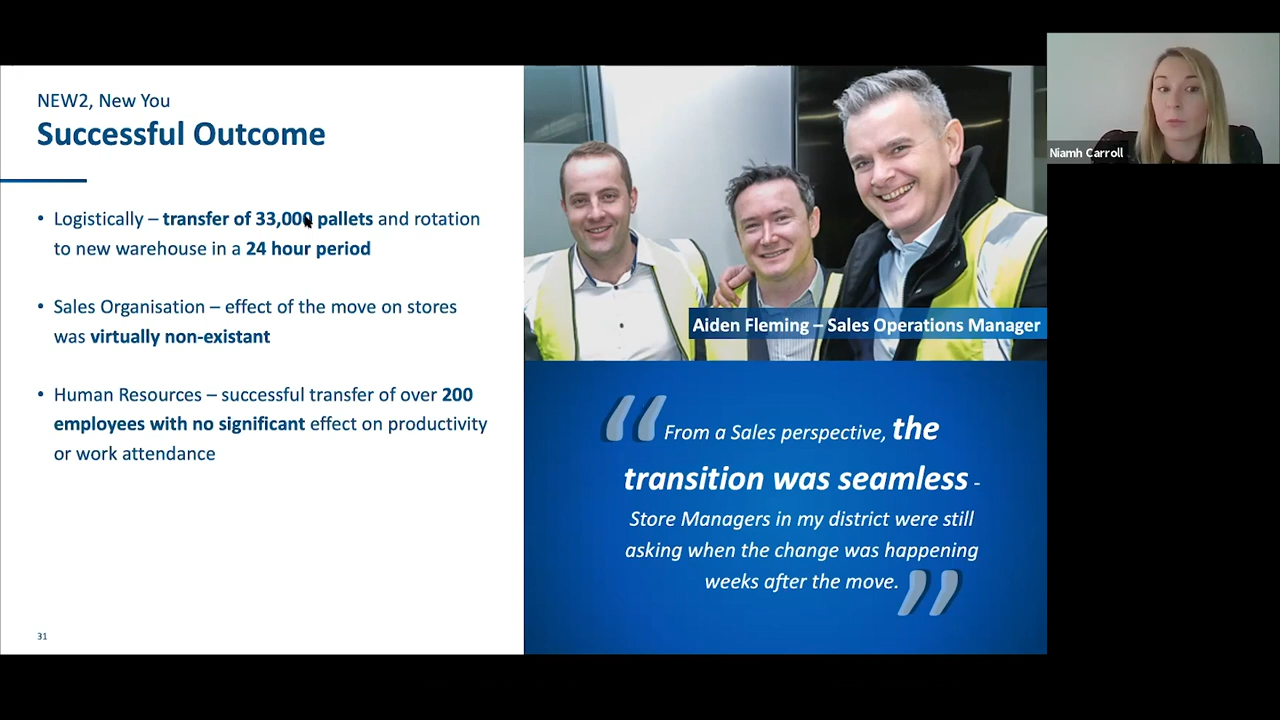 NEW2, New You
Successful Outcome
• Logistically – transfer of 33,000 pallets and rotation
to new warehouse in a 24 hour period
• Sales Organisation – effect of the move on stores
was virtually non-existant
• Human Resources – successful transfer of over 200
employees with no significant effect on productivity
or work attendance
31
Aiden Fleming – Sales Operations Manager
“ From a Sales perspective, the
transition was seamless -
Store Managers in my district were still
asking when the change was happening
weeks after the move. ”
Niamh Carroll